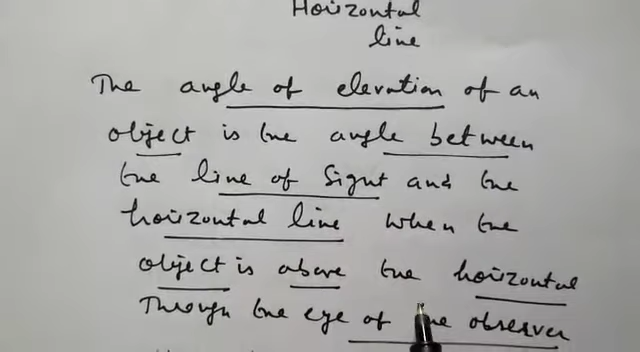 Horizontal
line
The angle of elevation of an
object is the angle between
the line of Sight and the
horizontal line when the
object is above the horizontal
Through the eye of the observer